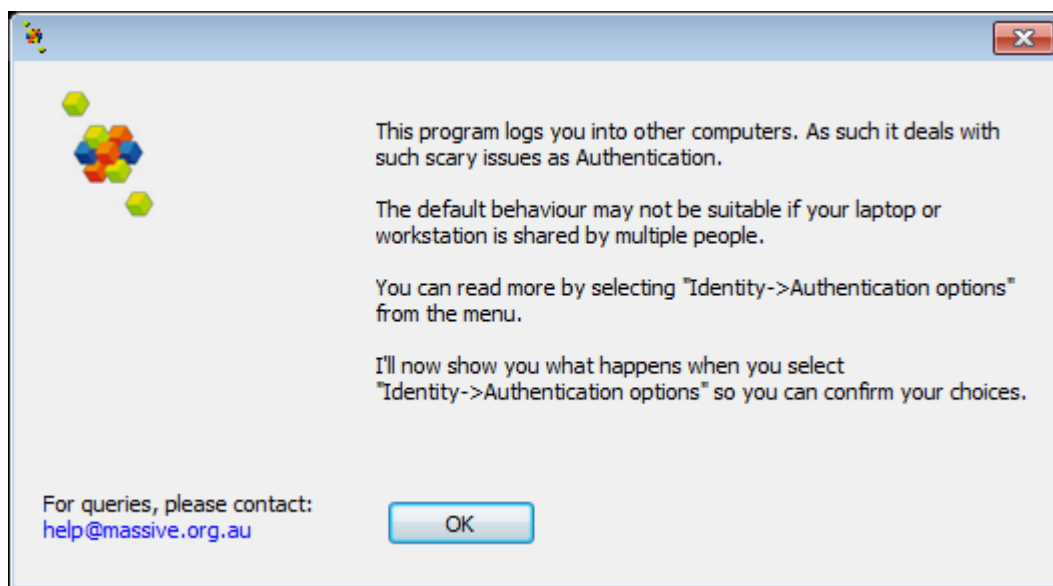 This program logs you into other computers. As such it deals with
such scary issues as Authentication.
The default behaviour may not be suitable if your laptop or
workstation is shared by multiple people.
You can read more by selecting "Identity->Authentication options"
from the menu.
I'll now show you what happens when you select
"Identity->Authentication options" so you can confirm your choices.
For queries, please contact:
help@massive.org.au
OK